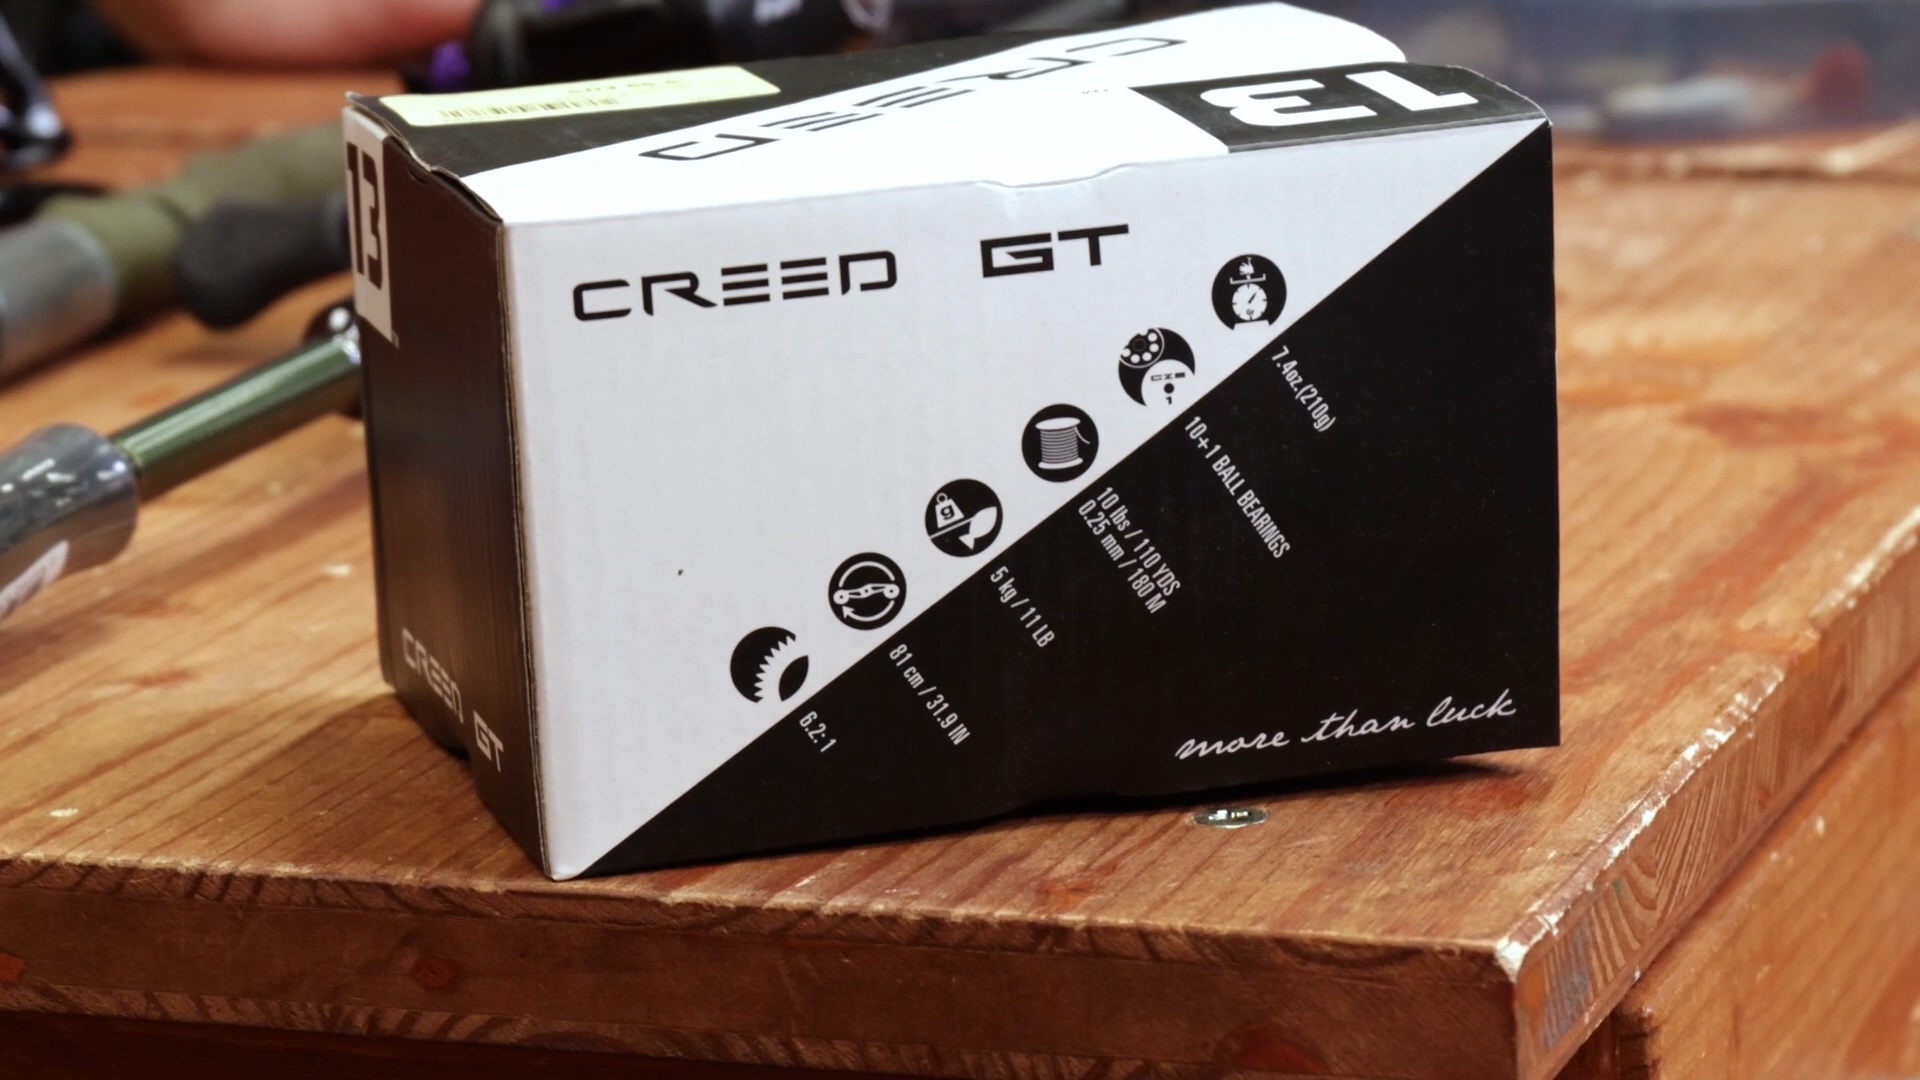 CREED
13
13
CREED GT
7.4oz.(210g)
10+1 BALL BEARINGS
10 lbs / 110 YDS
0.25 mm / 180 M
5 kg / 11 LB
81 cm / 31.9 IN
6.2:1
more than luck
CREED GT